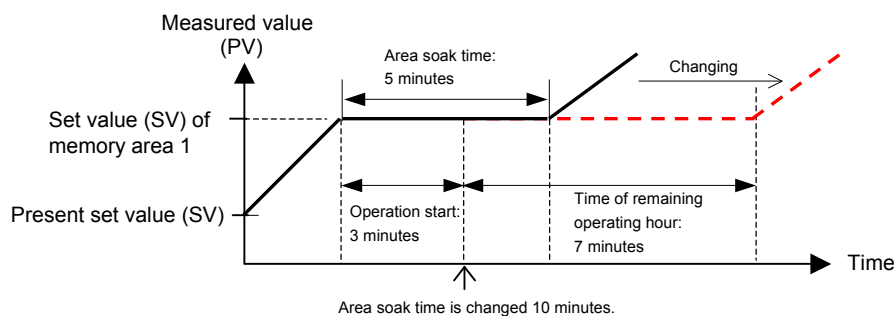 Measured value
(PV)
Area soak time:
5 minutes
Changing
Set value (SV) of
memory area 1
Present set value (SV)
Operation start:
3 minutes
Time of remaining
operating hour:
7 minutes
Time
Area soak time is changed 10 minutes.